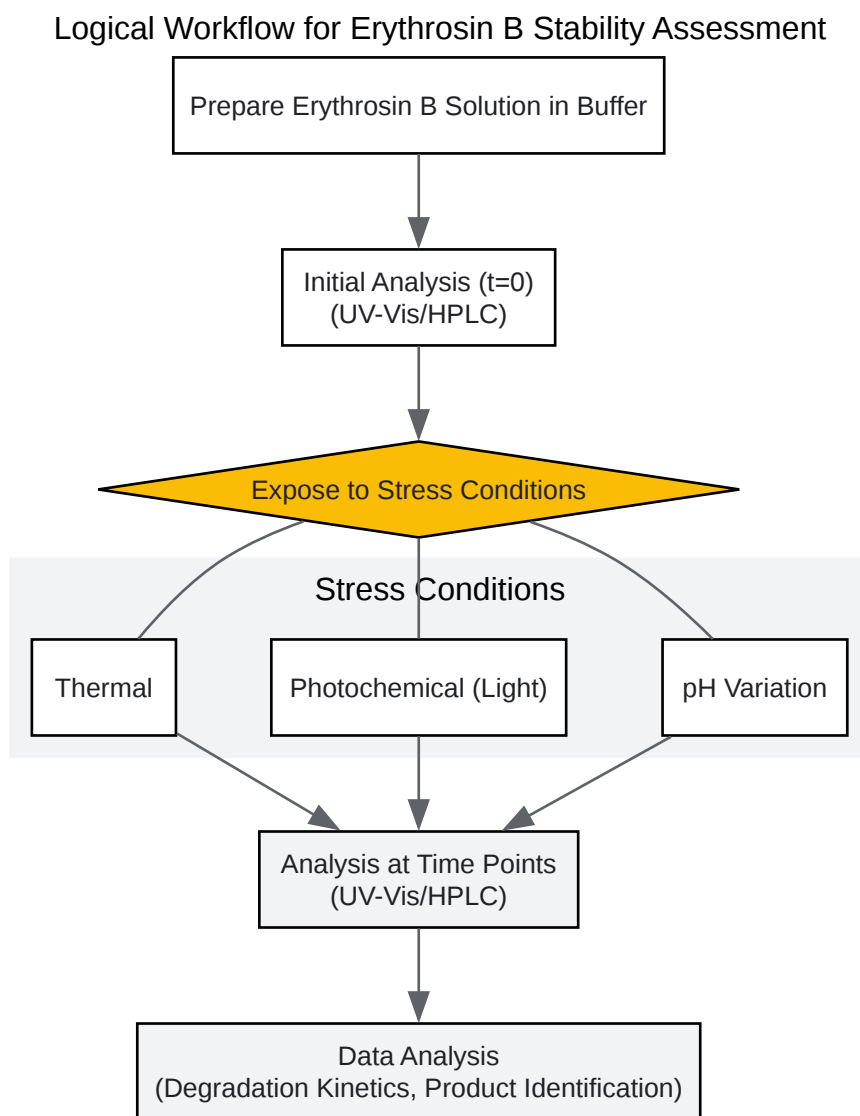 Logical Workflow for Erythrosin B Stability Assessment
Prepare Erythrosin B Solution in Buffer
Initial Analysis (t=0)
(UV-Vis/HPLC)
Expose to Stress Conditions
Stress Conditions
Thermal
Photochemical (Light)
pH Variation
Analysis at Time Points
(UV-Vis/HPLC)
Data Analysis
(Degradation Kinetics, Product Identification)